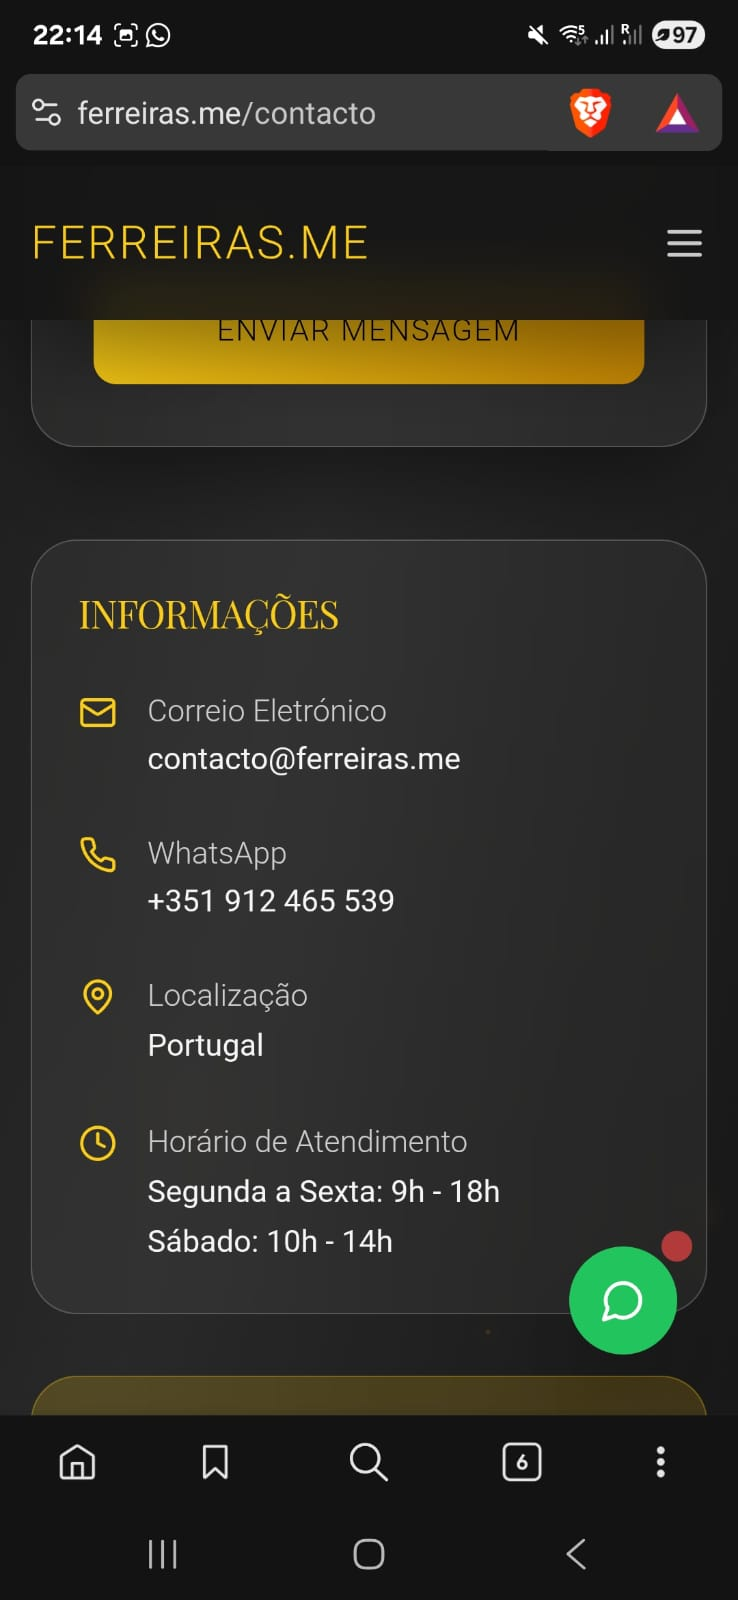 22:14
R
97
ferreiras.me/contacto
FERREIRAS.ME
ENVIAR MENSAGEM
INFORMAÇÕES
Correio Eletrónico
contacto@ferreiras.me
WhatsApp
+351 912 465 539
Localização
Portugal
Horário de Atendimento
Segunda a Sexta: 9h - 18h
Sábado: 10h - 14h
6